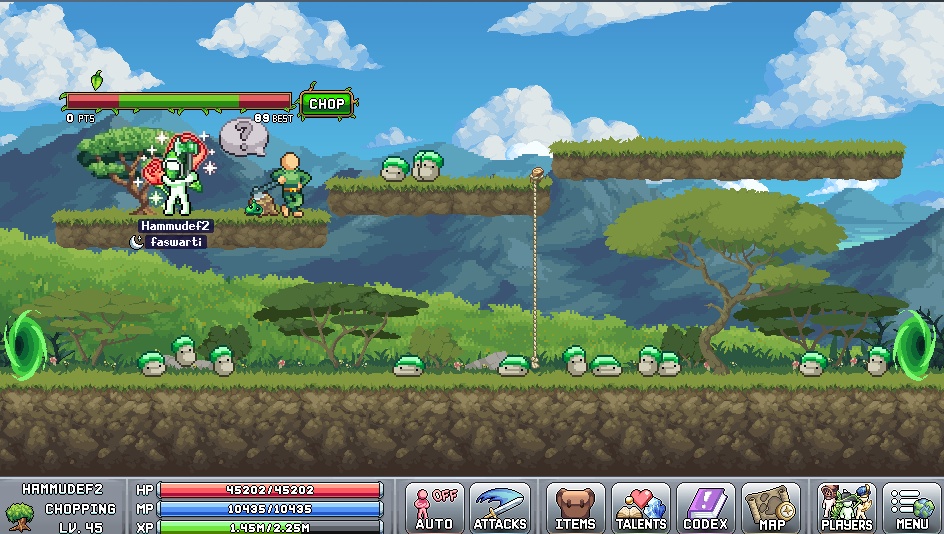 CHOP
0 PTS
89 BEST
?
Hammudef2
faswarti
HAMMUDEF2
CHOPPING
LV. 45
HP 45202/45202
MP 10435/10435
XP 1.45M/2.25M
OFF
AUTO
ATTACKS
ITEMS
TALENTS
CODEX
MAP
PLAYERS
MENU